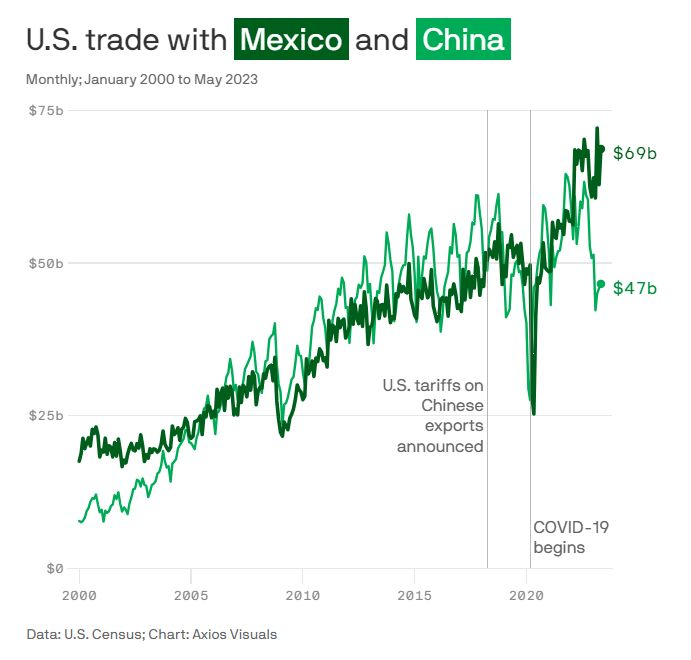 U.S. trade with Mexico and China
Monthly; January 2000 to May 2023
$75b
$69b
$50b
$47b
U.S. tariffs on
Chinese
exports
announced
$25b
COVID-19
begins
$0
2000 2005 2010 2015 2020
Data: U.S. Census; Chart: Axios Visuals